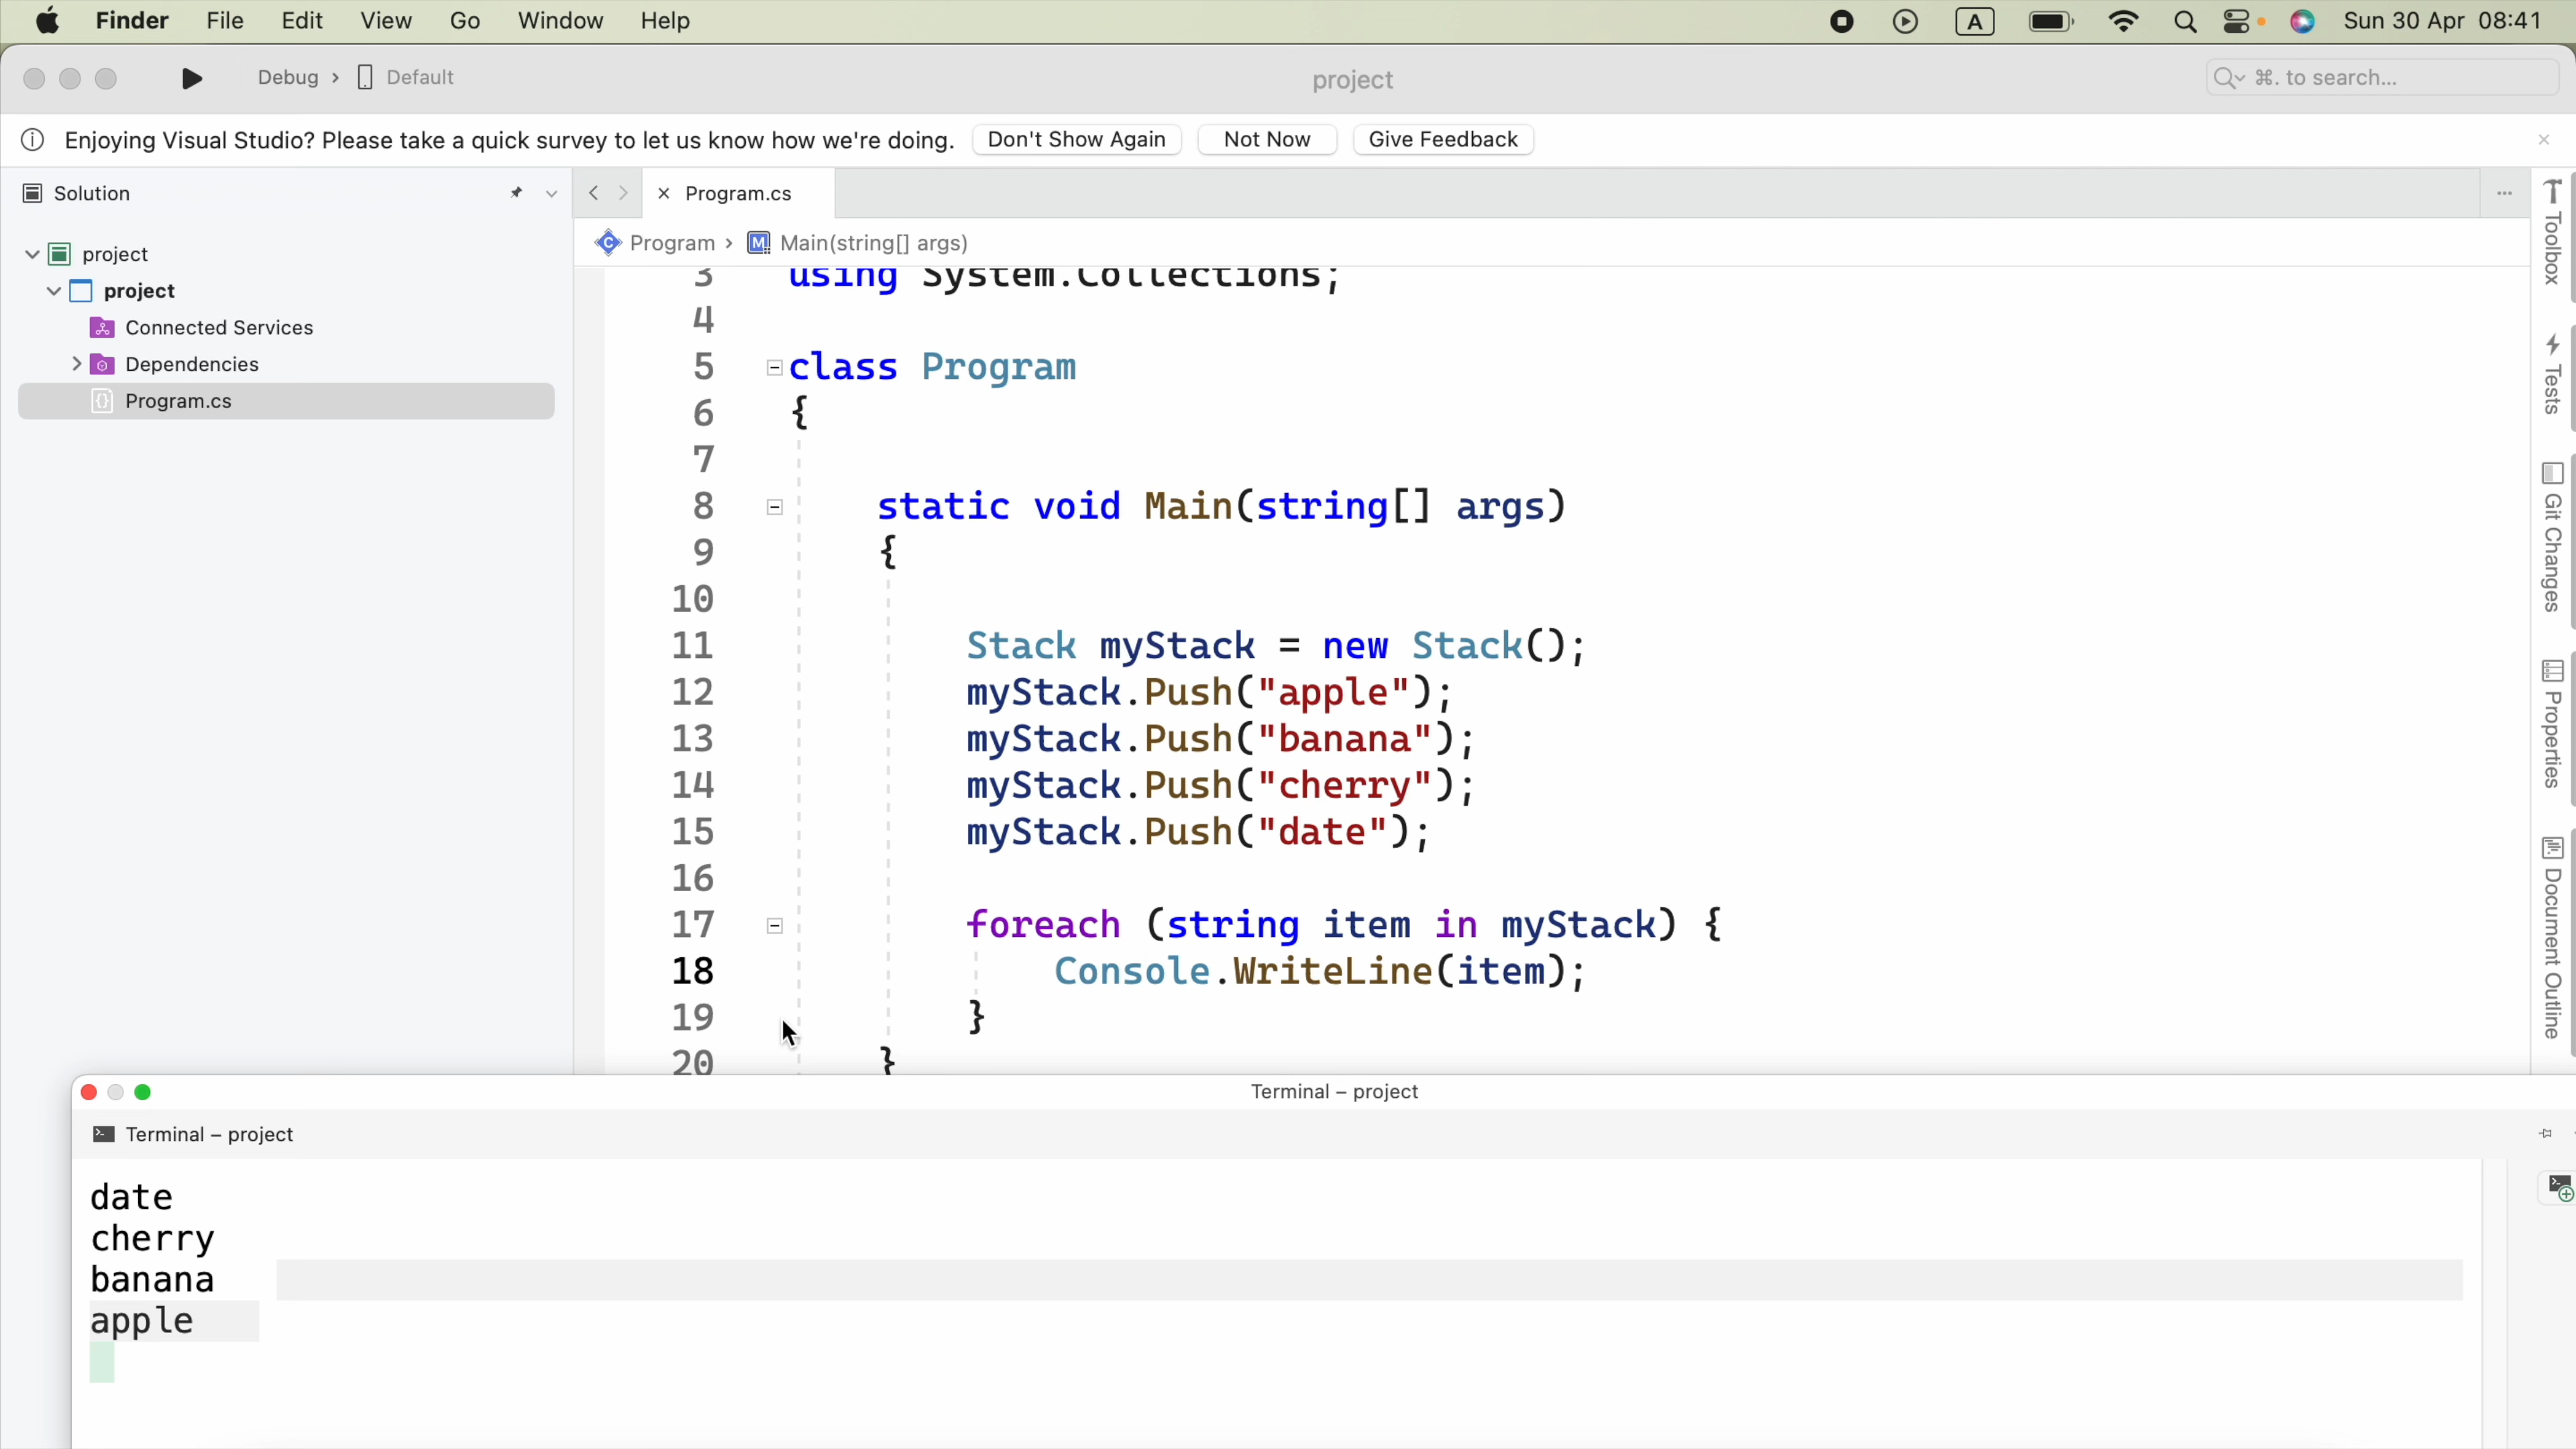 Finder File Edit View Go Window Help A Sun 30 Apr 08:41
Debug › Default project ⌘. to search...
Enjoying Visual Studio? Please take a quick survey to let us know how we're doing. Don't Show Again Not Now Give Feedback
Solution
Program.cs
project
project
Connected Services
Dependencies
Program.cs
Program › Main(string[] args)
3 using System.Collections;
4
5 class Program
6 {
7
8 static void Main(string[] args)
9 {
10
11 Stack myStack = new Stack();
12 myStack.Push("apple");
13 myStack.Push("banana");
14 myStack.Push("cherry");
15 myStack.Push("date");
16
17 foreach (string item in myStack) {
18 Console.WriteLine(item);
19 }
20 }
Toolbox
Tests
Git Changes
Properties
Document Outline
Terminal – project
Terminal – project
date
cherry
banana
apple